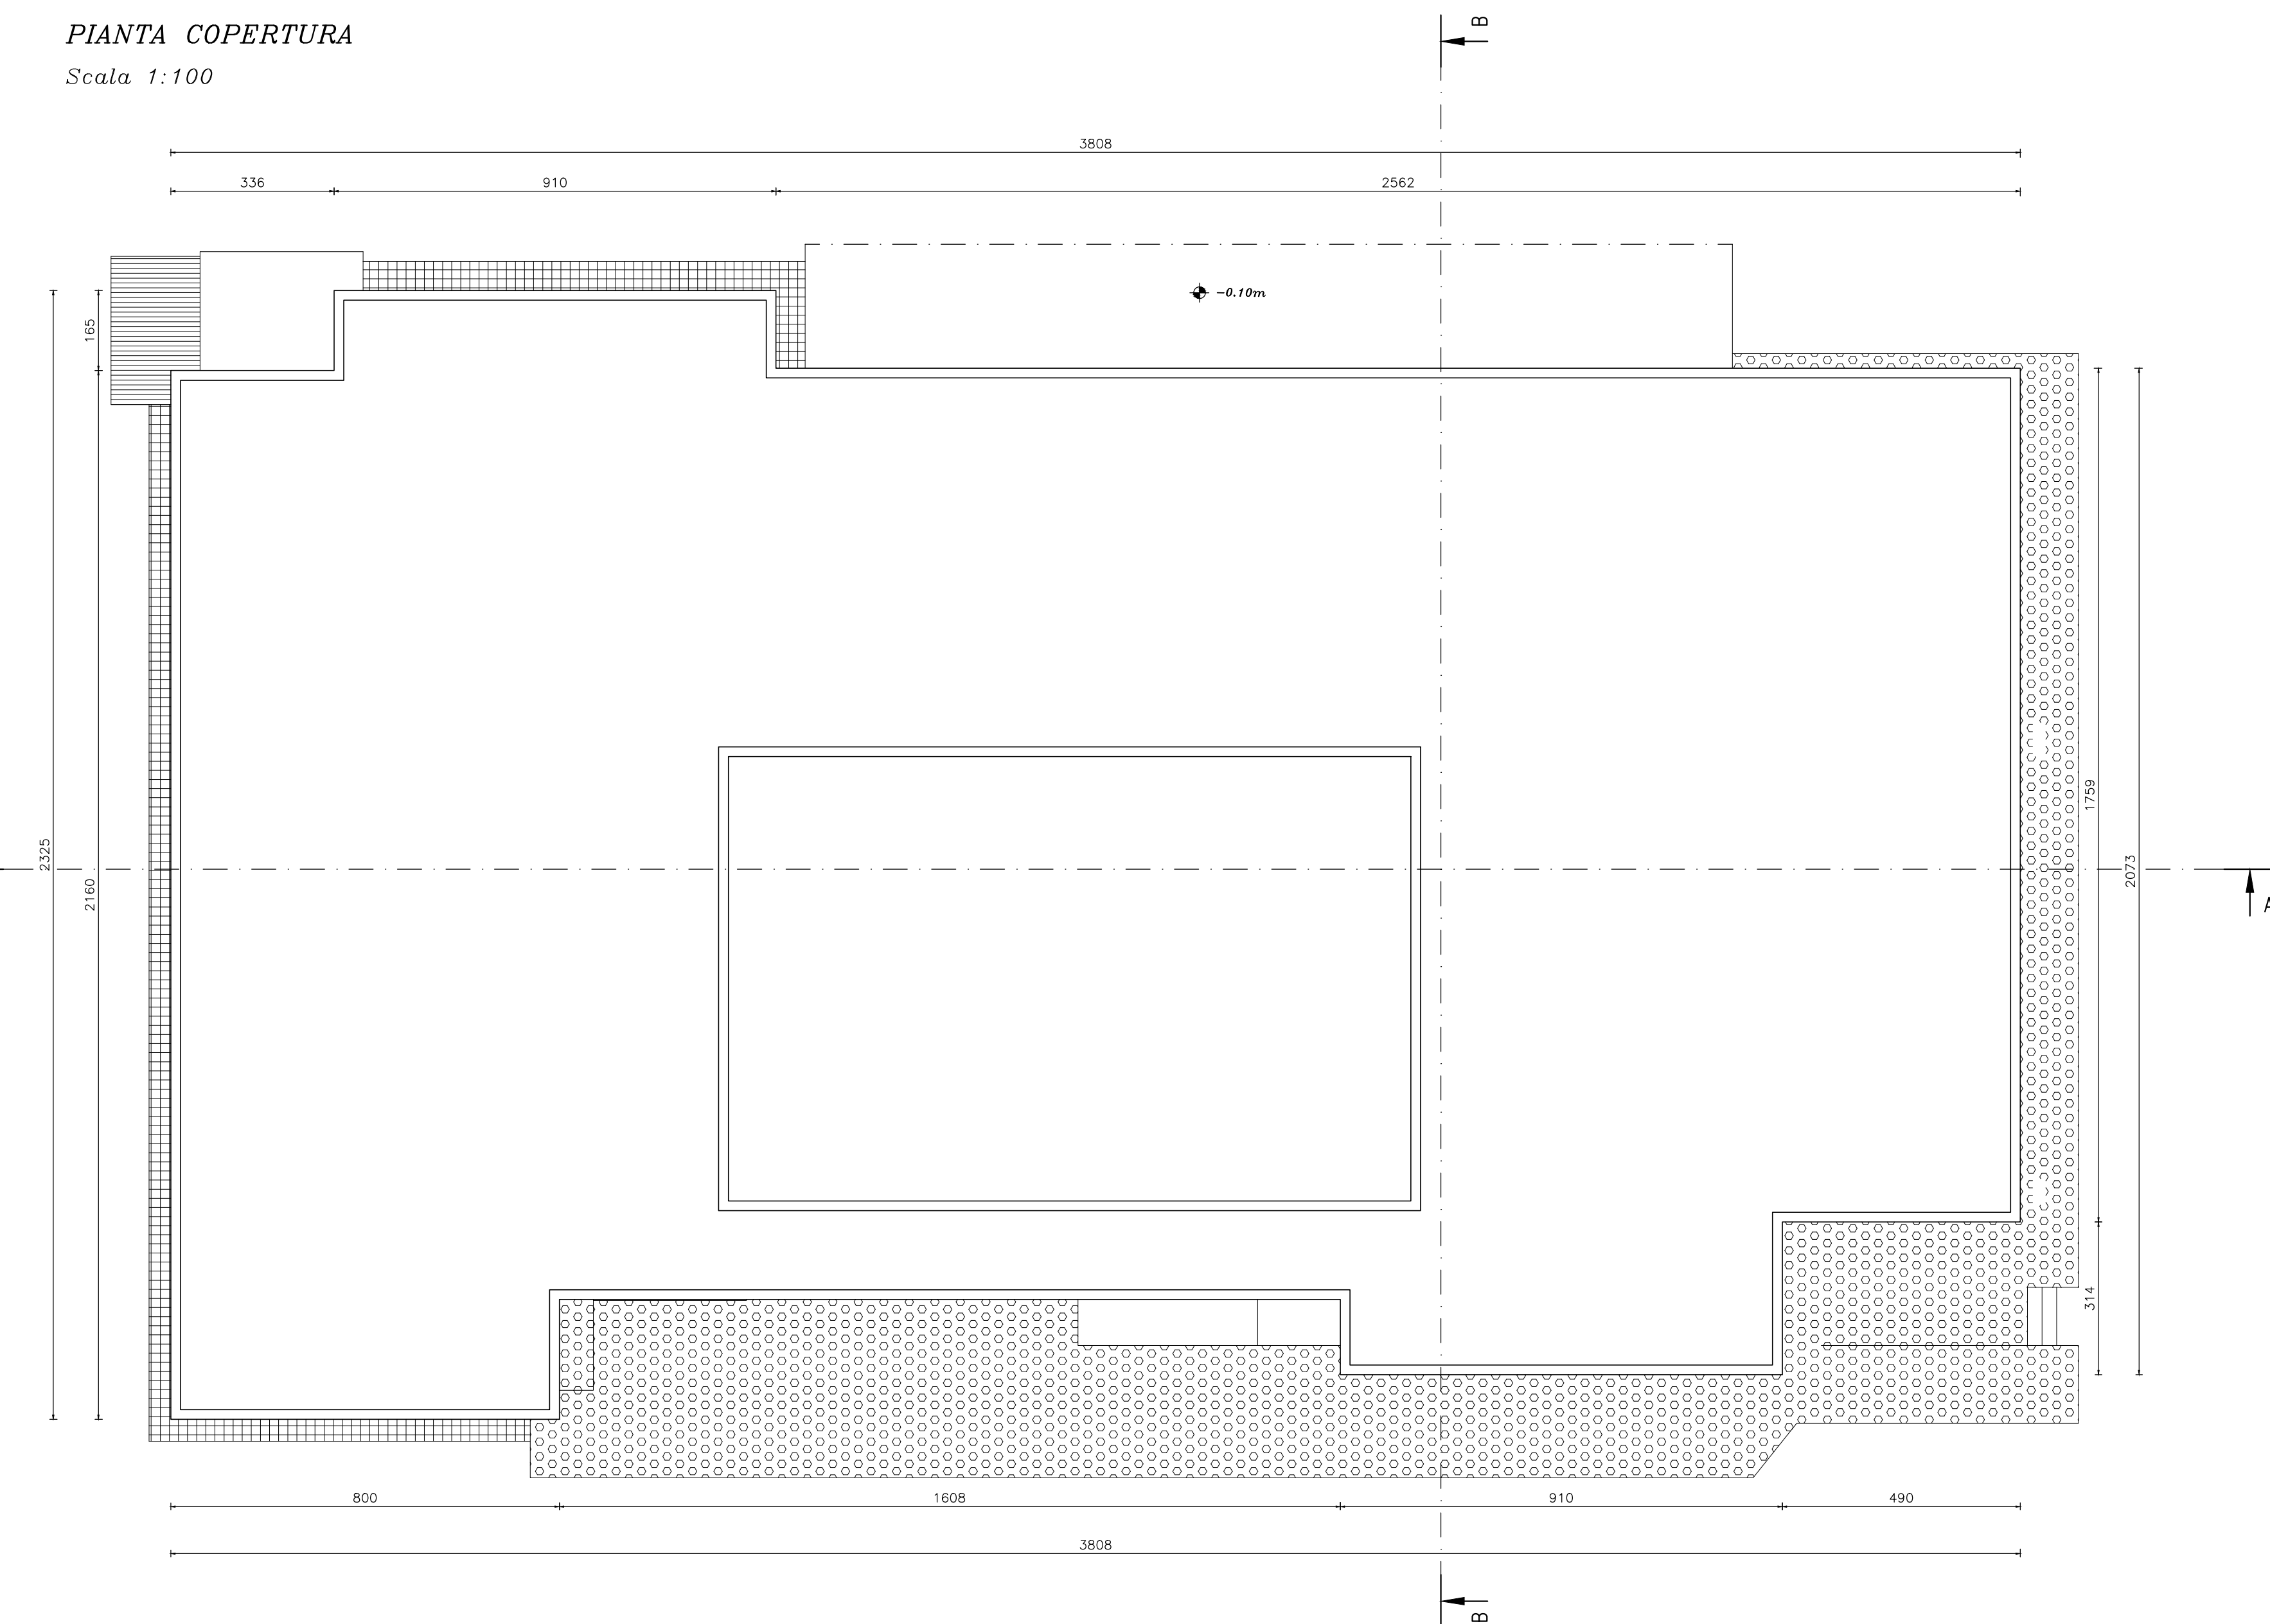 PIANTA COPERTURA
Scala 1:100
B
3808
336 910 2562
-0.10m
165
2325
2160
1759
2073
A
314
800 1608 910 490
3808
B